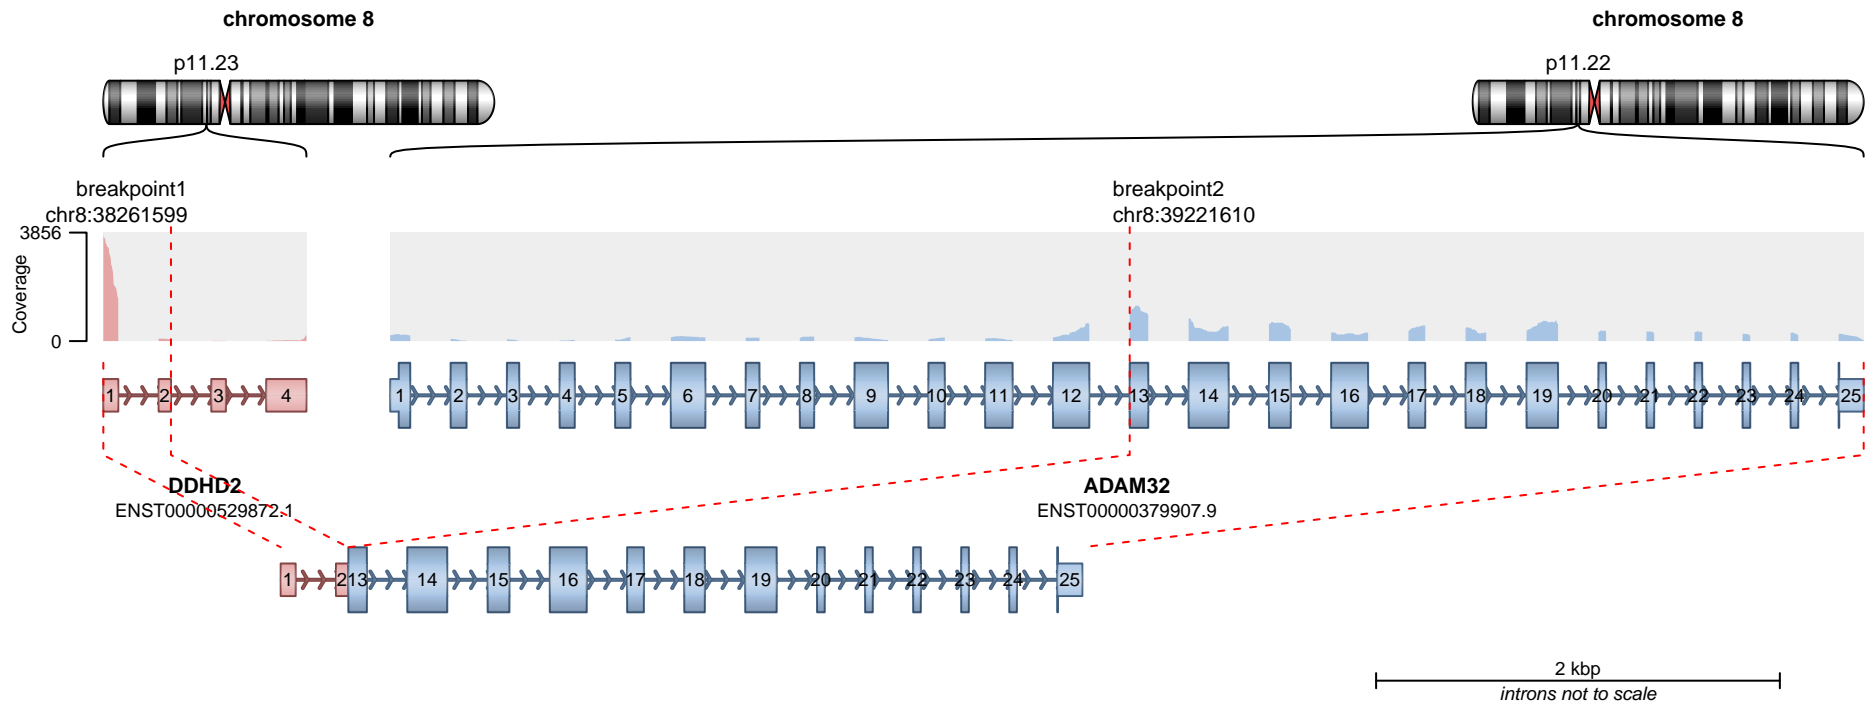 chromosome 8
chromosome 8
p11.23
p11.22
breakpoint1
chr8:38261599
breakpoint2
chr8:39221610
3856
Coverage
0
1 2 3 4
1 2 3 4 5 6 7 8 9 10 11 12 13 14 15 16 17 18 19 20 21 22 23 24 25
DDHD2
ENST00000529872.1
ADAM32
ENST00000379907.9
1 2 13 14 15 16 17 18 19 20 21 22 23 24 25
2 kbp
introns not to scale